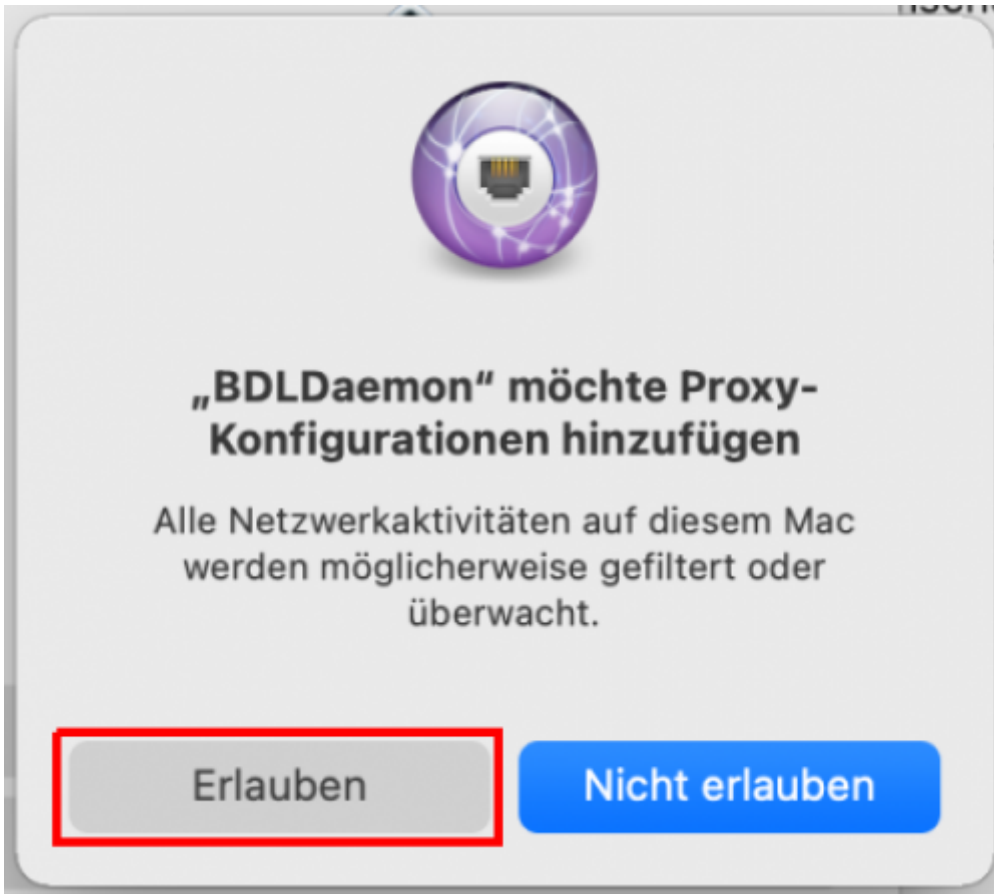 „BDLDaemon“ möchte Proxy-
Konfigurationen hinzufügen
Alle Netzwerkaktivitäten auf diesem Mac
werden möglicherweise gefiltert oder
überwacht.
Erlauben
Nicht erlauben